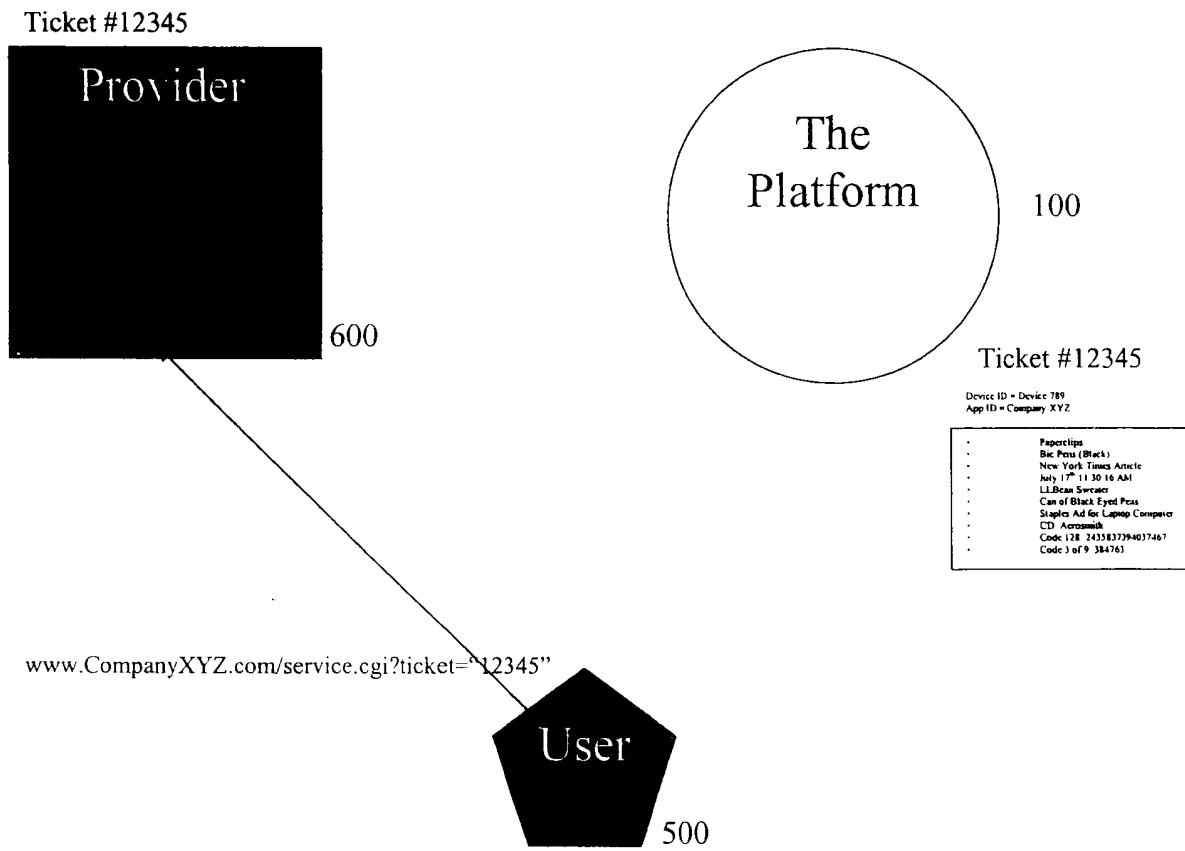 Ticket #12345
Provider
600
The
Platform
100
Ticket #12345
Device ID = Device 789
App ID = Company XYZ
Paperclips
Bic Pens (Black)
New York Times Article
July 17th 11 30 16 AM
LLBean Sweater
Can of Black Eyed Peas
Staples Ad for Laptop Computer
CD Aerosmith
Code 128 2435837394037467
Code 3 of 9 384763
www.CompanyXYZ.com/service.cgi?ticket="12345"
User
500